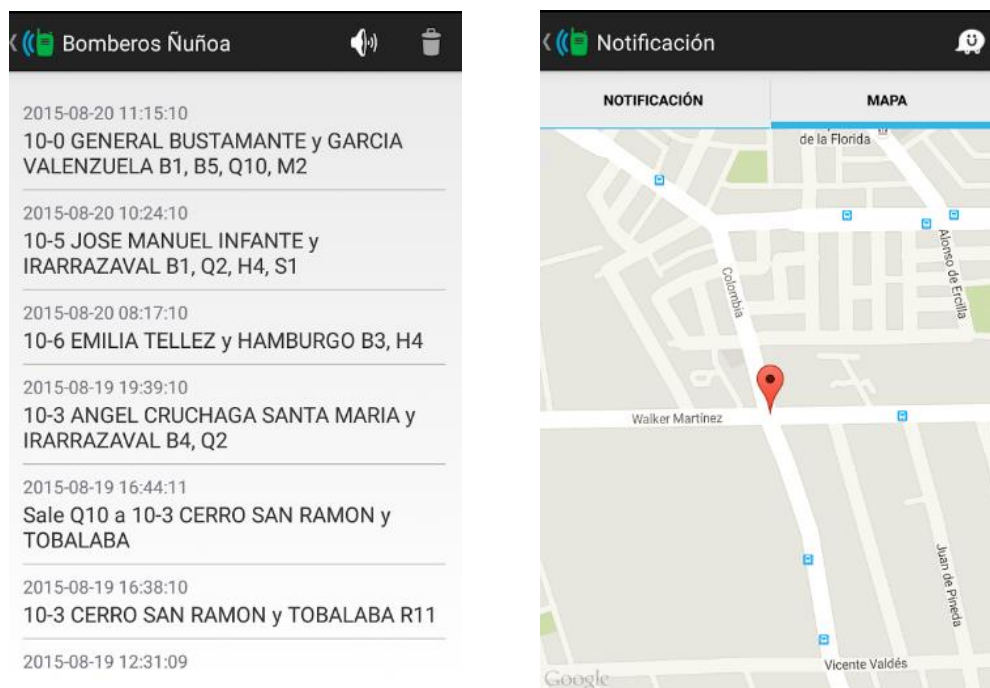 Bomberos Ñuñoa
2015-08-20 11:15:10
10-0 GENERAL BUSTAMANTE y GARCIA
VALENZUELA B1, B5, Q10, M2
2015-08-20 10:24:10
10-5 JOSE MANUEL INFANTE y
IRARRAZAVAL B1, Q2, H4, S1
2015-08-20 08:17:10
10-6 EMILIA TELLEZ y HAMBURGO B3, H4
2015-08-19 19:39:10
10-3 ANGEL CRUCHAGA SANTA MARIA y
IRARRAZAVAL B4, Q2
2015-08-19 16:44:11
Sale Q10 a 10-3 CERRO SAN RAMON y
TOBALABA
2015-08-19 16:38:10
10-3 CERRO SAN RAMON y TOBALABA R11
2015-08-19 12:31:09
Notificación
NOTIFICACIÓN
MAPA
de la Florida
Alonso de Ercilla
Colombia
Walker Martínez
Juan de Pineda
Vicente Valdés
Google